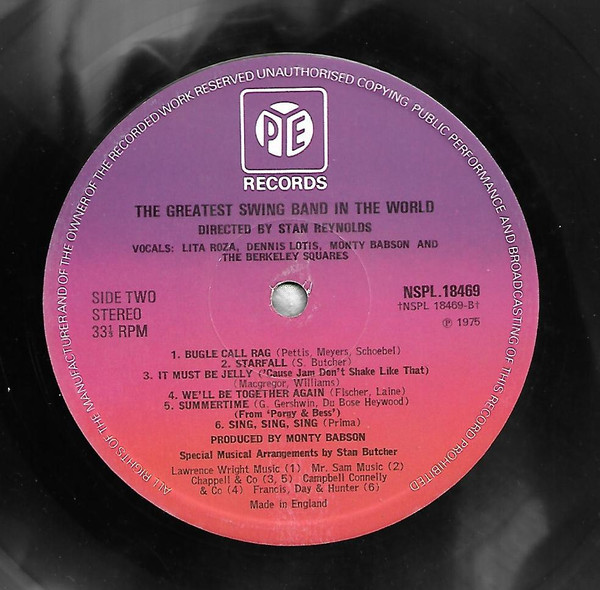 ALL RIGHTS OF THE MANUFACTURER AND OF THE OWNER OF THE RECORDED WORK RESERVED UNAUTHORISED COPYING PUBLIC PERFORMANCE AND BROADCASTING OF THIS RECORD PROHIBITED
PYE
RECORDS
THE GREATEST SWING BAND IN THE WORLD
DIRECTED BY STAN REYNOLDS
VOCALS: LITA ROZA, DENNIS LOTIS, MONTY BABSON AND
THE BERKELEY SQUARES
SIDE TWO
STEREO
33⅓ RPM
NSPL.18469
†NSPL 18469-B†
℗ 1975
1. BUGLE CALL RAG (Pettis, Meyers, Schoebel)
2. STARFALL (S. Butcher)
3. IT MUST BE JELLY ('Cause Jam Don't Shake Like That)
(Macgregor, Williams)
4. WE'LL BE TOGETHER AGAIN (Fischer, Laine)
5. SUMMERTIME (G. Gershwin, Du Bose Heywood)
(From 'Porgy & Bess')
6. SING, SING, SING (Prima)
PRODUCED BY MONTY BABSON
Special Musical Arrangements by Stan Butcher
Lawrence Wright Music (1) Mr. Sam Music (2)
Chappell & Co (3, 5) Campbell Connelly
& Co (4) Francis, Day & Hunter (6)
Made in England